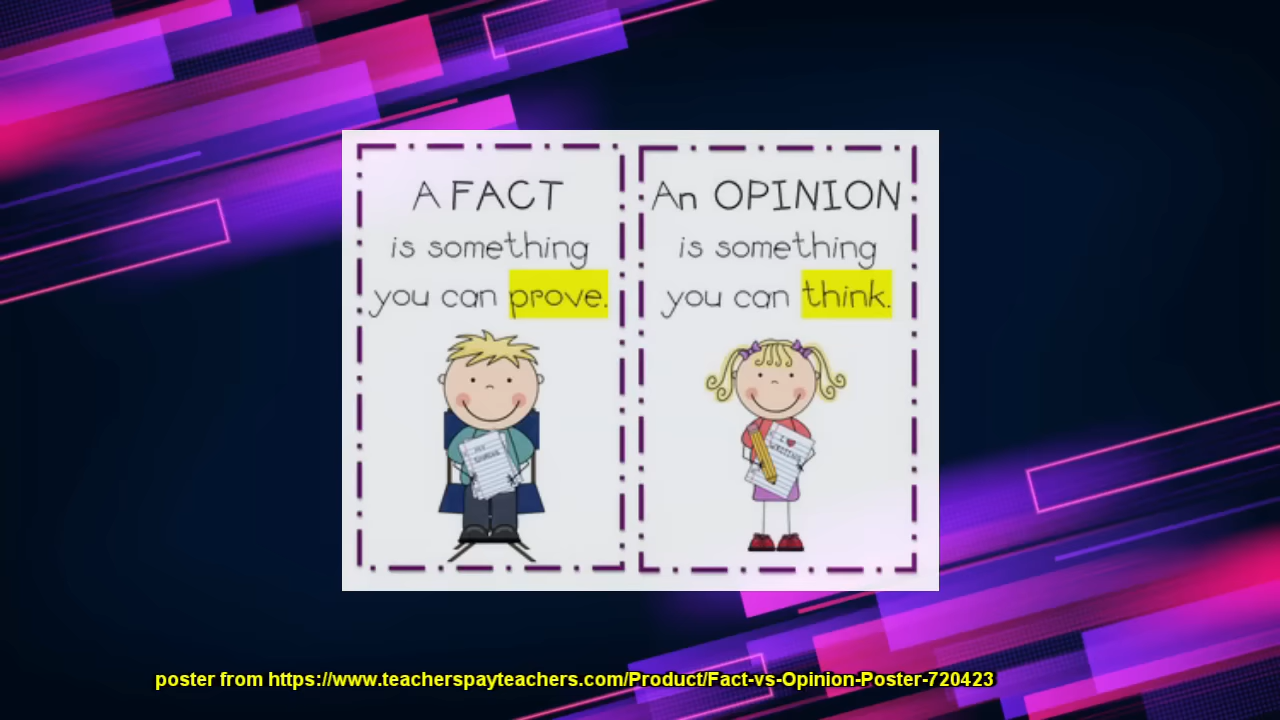 A FACT
is something
you can prove.
An OPINION
is something
you can think.
I
WRITING
poster from https://www.teacherspayteachers.com/Product/Fact-vs-Opinion-Poster-720423